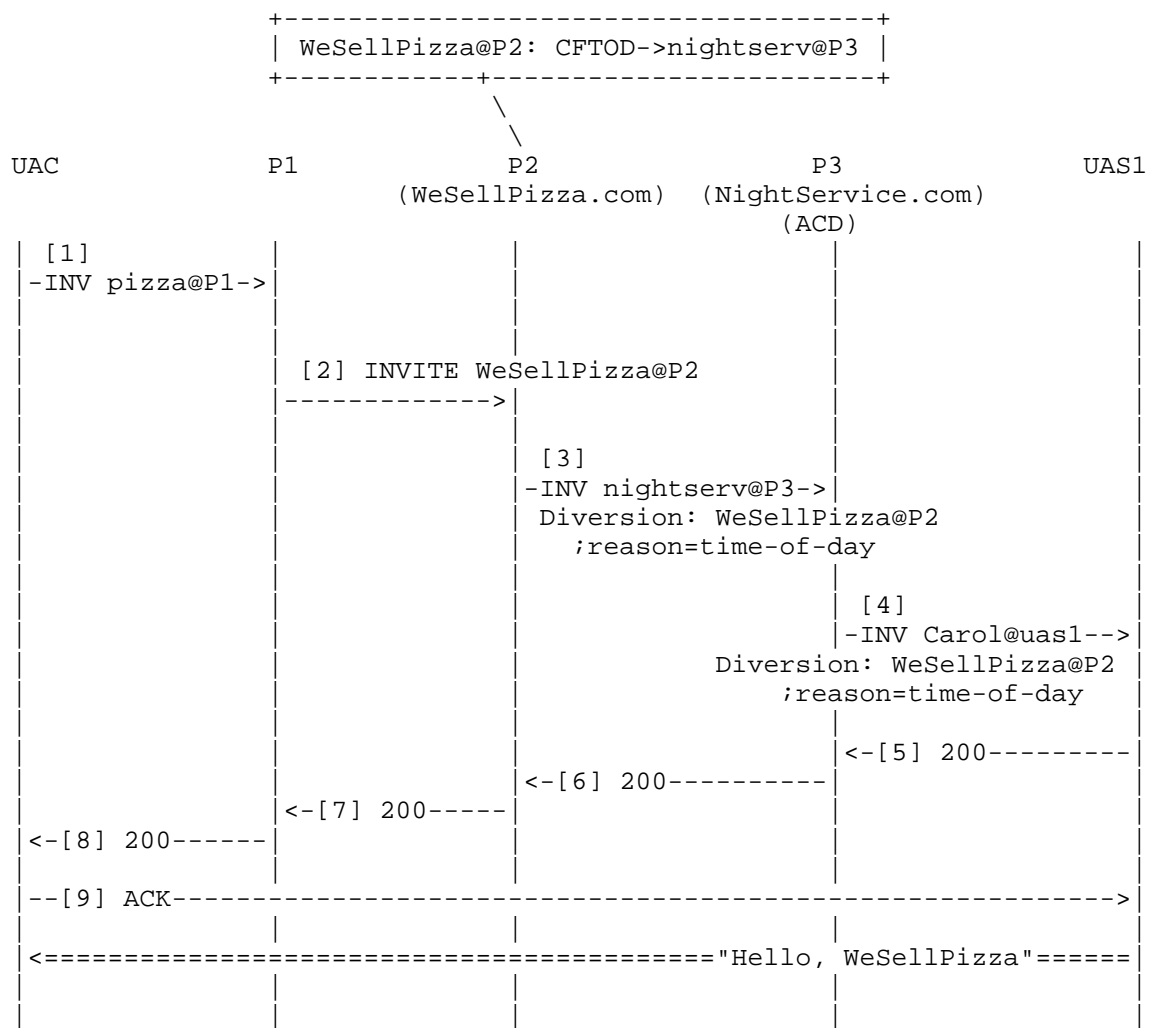 WeSellPizza@P2: CFTOD->nightserv@P3
UAC P1 P2 P3 UAS1
(WeSellPizza.com) (NightService.com)
(ACD)
[1]
-INV pizza@P1->
[2] INVITE WeSellPizza@P2
------------->
[3]
-INV nightserv@P3->
Diversion: WeSellPizza@P2
;reason=time-of-day
[4]
-INV Carol@uas1-->
Diversion: WeSellPizza@P2
;reason=time-of-day
<-[5] 200---------
<-[6] 200----------
<-[7] 200-----
<-[8] 200------
--[9] ACK----------------------------------------------------------->
<=========================================="Hello, WeSellPizza"======